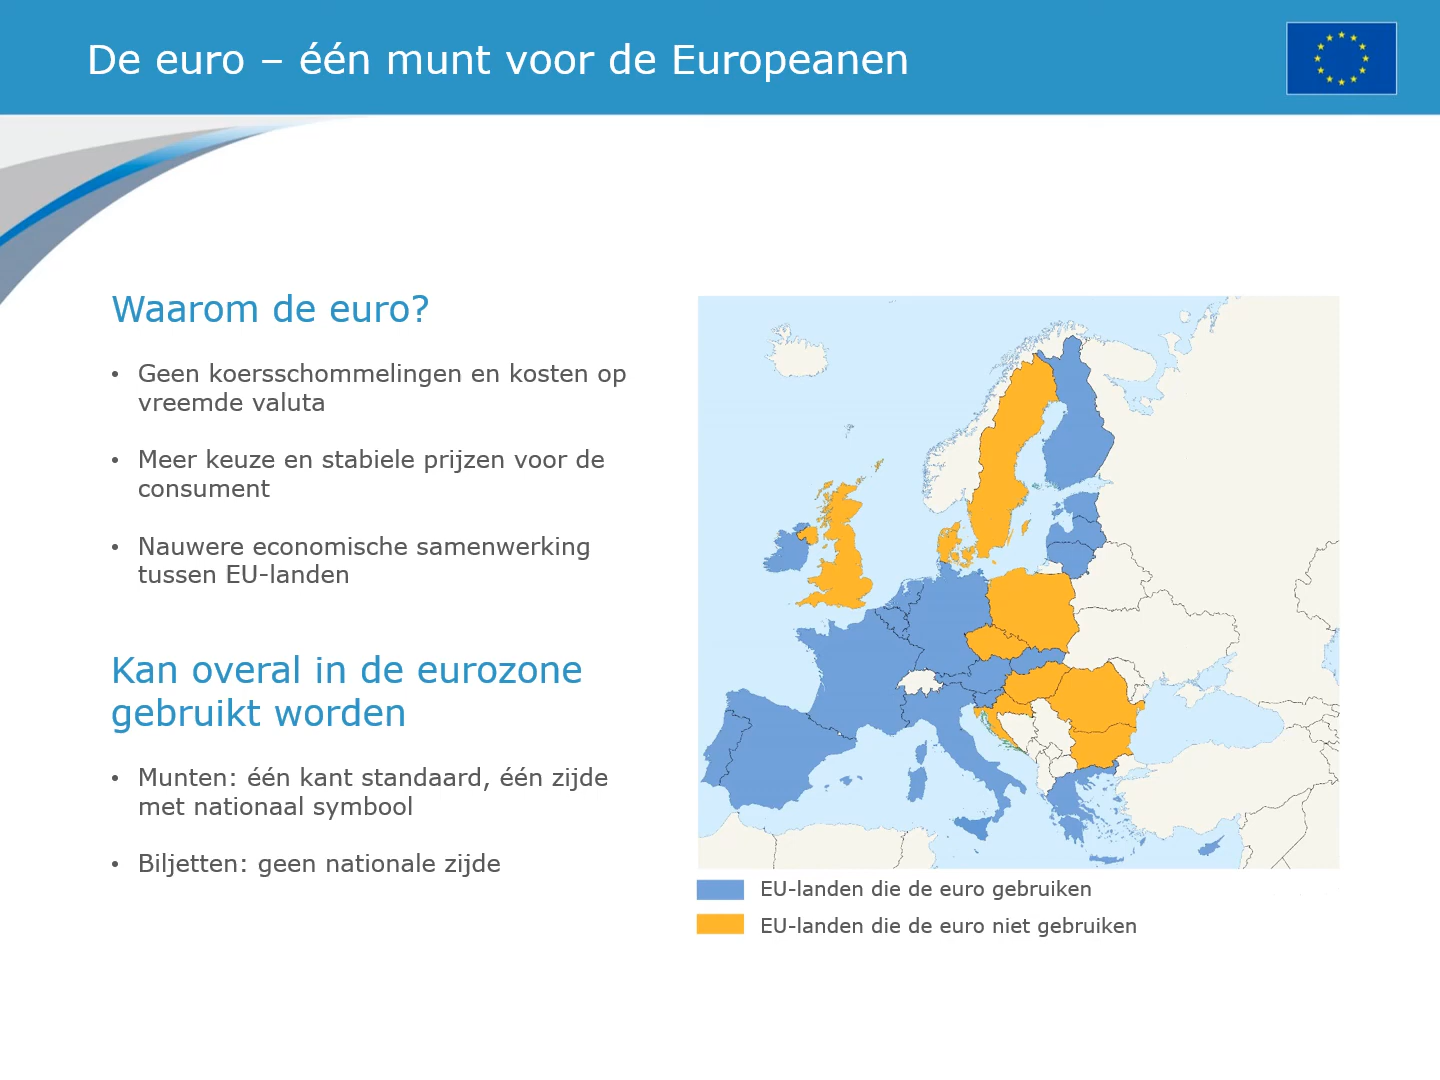 De euro – één munt voor de Europeanen
Waarom de euro?
• Geen koersschommelingen en kosten op
vreemde valuta
• Meer keuze en stabiele prijzen voor de
consument
• Nauwere economische samenwerking
tussen EU-landen
Kan overal in de eurozone
gebruikt worden
• Munten: één kant standaard, één zijde
met nationaal symbool
• Biljetten: geen nationale zijde
EU-landen die de euro gebruiken
EU-landen die de euro niet gebruiken